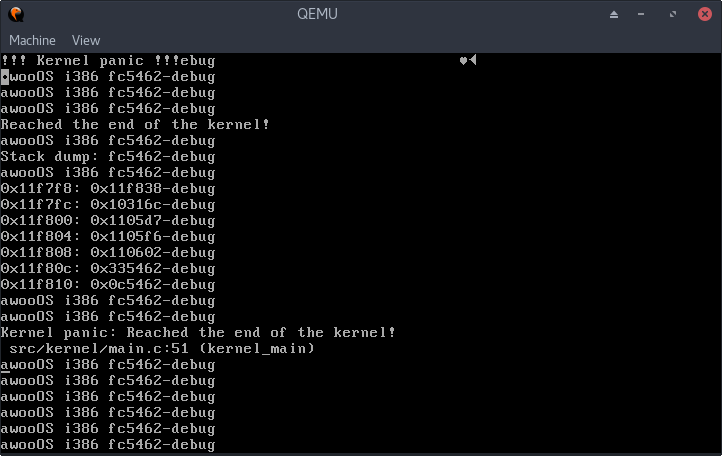 QEMU
Machine View
!!! Kernel panic !!!ebug ♥◄
•wooOS i386 fc5462-debug
awooOS i386 fc5462-debug
awooOS i386 fc5462-debug
Reached the end of the kernel!
awooOS i386 fc5462-debug
Stack dump: fc5462-debug
awooOS i386 fc5462-debug
0x11f7f8: 0x11f838-debug
0x11f7fc: 0x10316c-debug
0x11f800: 0x1105d7-debug
0x11f804: 0x1105f6-debug
0x11f808: 0x110602-debug
0x11f80c: 0x335462-debug
0x11f810: 0x0c5462-debug
awooOS i386 fc5462-debug
awooOS i386 fc5462-debug
Kernel panic: Reached the end of the kernel!
src/kernel/main.c:51 (kernel_main)
awooOS i386 fc5462-debug
awooOS i386 fc5462-debug
awooOS i386 fc5462-debug
awooOS i386 fc5462-debug
awooOS i386 fc5462-debug
awooOS i386 fc5462-debug